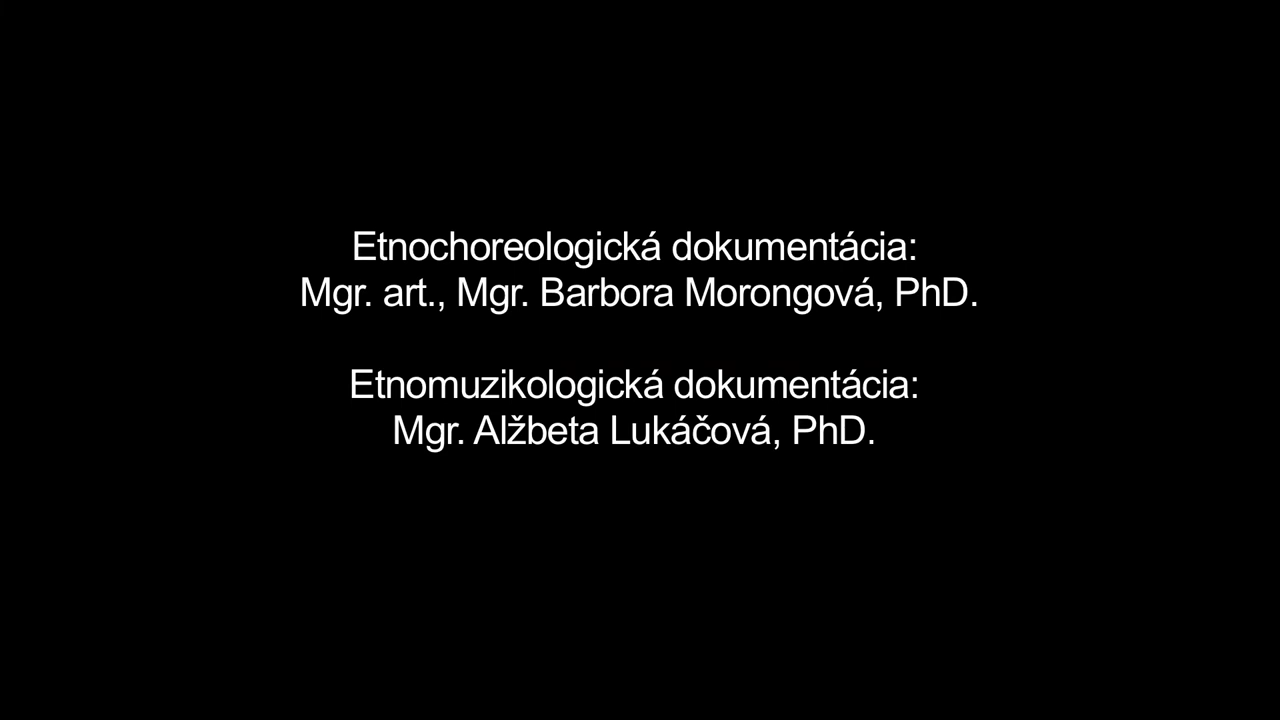 Etnochoreologická dokumentácia:
Mgr. art., Mgr. Barbora Morongová, PhD.
Etnomuzikologická dokumentácia:
Mgr. Alžbeta Lukáčová, PhD.